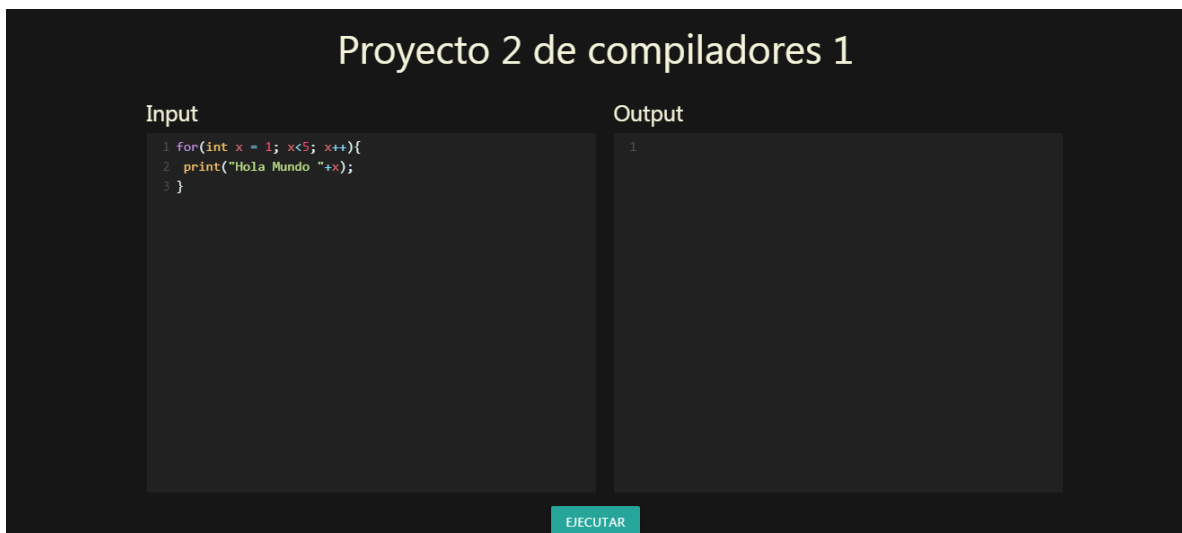 Proyecto 2 de compiladores 1
Input
1 for(int x = 1; x<5; x++){
2 print("Hola Mundo "+x);
3 }
Output
1
EJECUTAR